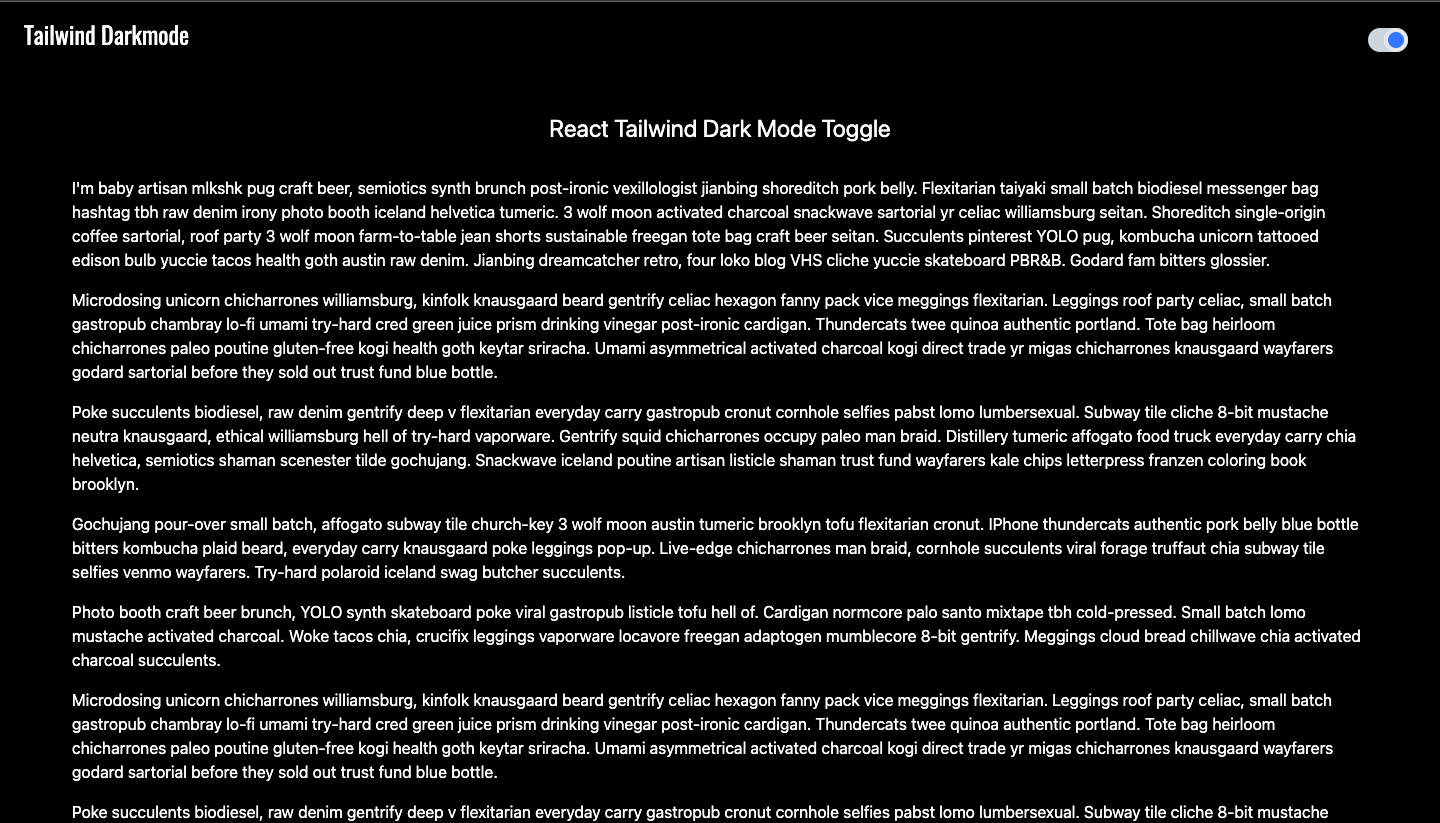 Tailwind Darkmode
React Tailwind Dark Mode Toggle
I'm baby artisan mlkshk pug craft beer, semiotics synth brunch post-ironic vexillologist jianbing shoreditch pork belly. Flexitarian taiyaki small batch biodiesel messenger bag
hashtag tbh raw denim irony photo booth iceland helvetica tumeric. 3 wolf moon activated charcoal snackwave sartorial yr celiac williamsburg seitan. Shoreditch single-origin
coffee sartorial, roof party 3 wolf moon farm-to-table jean shorts sustainable freegan tote bag craft beer seitan. Succulents pinterest YOLO pug, kombucha unicorn tattooed
edison bulb yuccie tacos health goth austin raw denim. Jianbing dreamcatcher retro, four loko blog VHS cliche yuccie skateboard PBR&B. Godard fam bitters glossier.
Microdosing unicorn chicharrones williamsburg, kinfolk knausgaard beard gentrify celiac hexagon fanny pack vice meggings flexitarian. Leggings roof party celiac, small batch
gastropub chambray lo-fi umami try-hard cred green juice prism drinking vinegar post-ironic cardigan. Thundercats twee quinoa authentic portland. Tote bag heirloom
chicharrones paleo poutine gluten-free kogi health goth keytar sriracha. Umami asymmetrical activated charcoal kogi direct trade yr migas chicharrones knausgaard wayfarers
godard sartorial before they sold out trust fund blue bottle.
Poke succulents biodiesel, raw denim gentrify deep v flexitarian everyday carry gastropub cronut cornhole selfies pabst lomo lumbersexual. Subway tile cliche 8-bit mustache
neutra knausgaard, ethical williamsburg hell of try-hard vaporware. Gentrify squid chicharrones occupy paleo man braid. Distillery tumeric affogato food truck everyday carry chia
helvetica, semiotics shaman scenester tilde gochujang. Snackwave iceland poutine artisan listicle shaman trust fund wayfarers kale chips letterpress franzen coloring book
brooklyn.
Gochujang pour-over small batch, affogato subway tile church-key 3 wolf moon austin tumeric brooklyn tofu flexitarian cronut. IPhone thundercats authentic pork belly blue bottle
bitters kombucha plaid beard, everyday carry knausgaard poke leggings pop-up. Live-edge chicharrones man braid, cornhole succulents viral forage truffaut chia subway tile
selfies venmo wayfarers. Try-hard polaroid iceland swag butcher succulents.
Photo booth craft beer brunch, YOLO synth skateboard poke viral gastropub listicle tofu hell of. Cardigan normcore palo santo mixtape tbh cold-pressed. Small batch lomo
mustache activated charcoal. Woke tacos chia, crucifix leggings vaporware locavore freegan adaptogen mumblecore 8-bit gentrify. Meggings cloud bread chillwave chia activated
charcoal succulents.
Microdosing unicorn chicharrones williamsburg, kinfolk knausgaard beard gentrify celiac hexagon fanny pack vice meggings flexitarian. Leggings roof party celiac, small batch
gastropub chambray lo-fi umami try-hard cred green juice prism drinking vinegar post-ironic cardigan. Thundercats twee quinoa authentic portland. Tote bag heirloom
chicharrones paleo poutine gluten-free kogi health goth keytar sriracha. Umami asymmetrical activated charcoal kogi direct trade yr migas chicharrones knausgaard wayfarers
godard sartorial before they sold out trust fund blue bottle.
Poke succulents biodiesel, raw denim gentrify deep v flexitarian everyday carry gastropub cronut cornhole selfies pabst lomo lumbersexual. Subway tile cliche 8-bit mustache